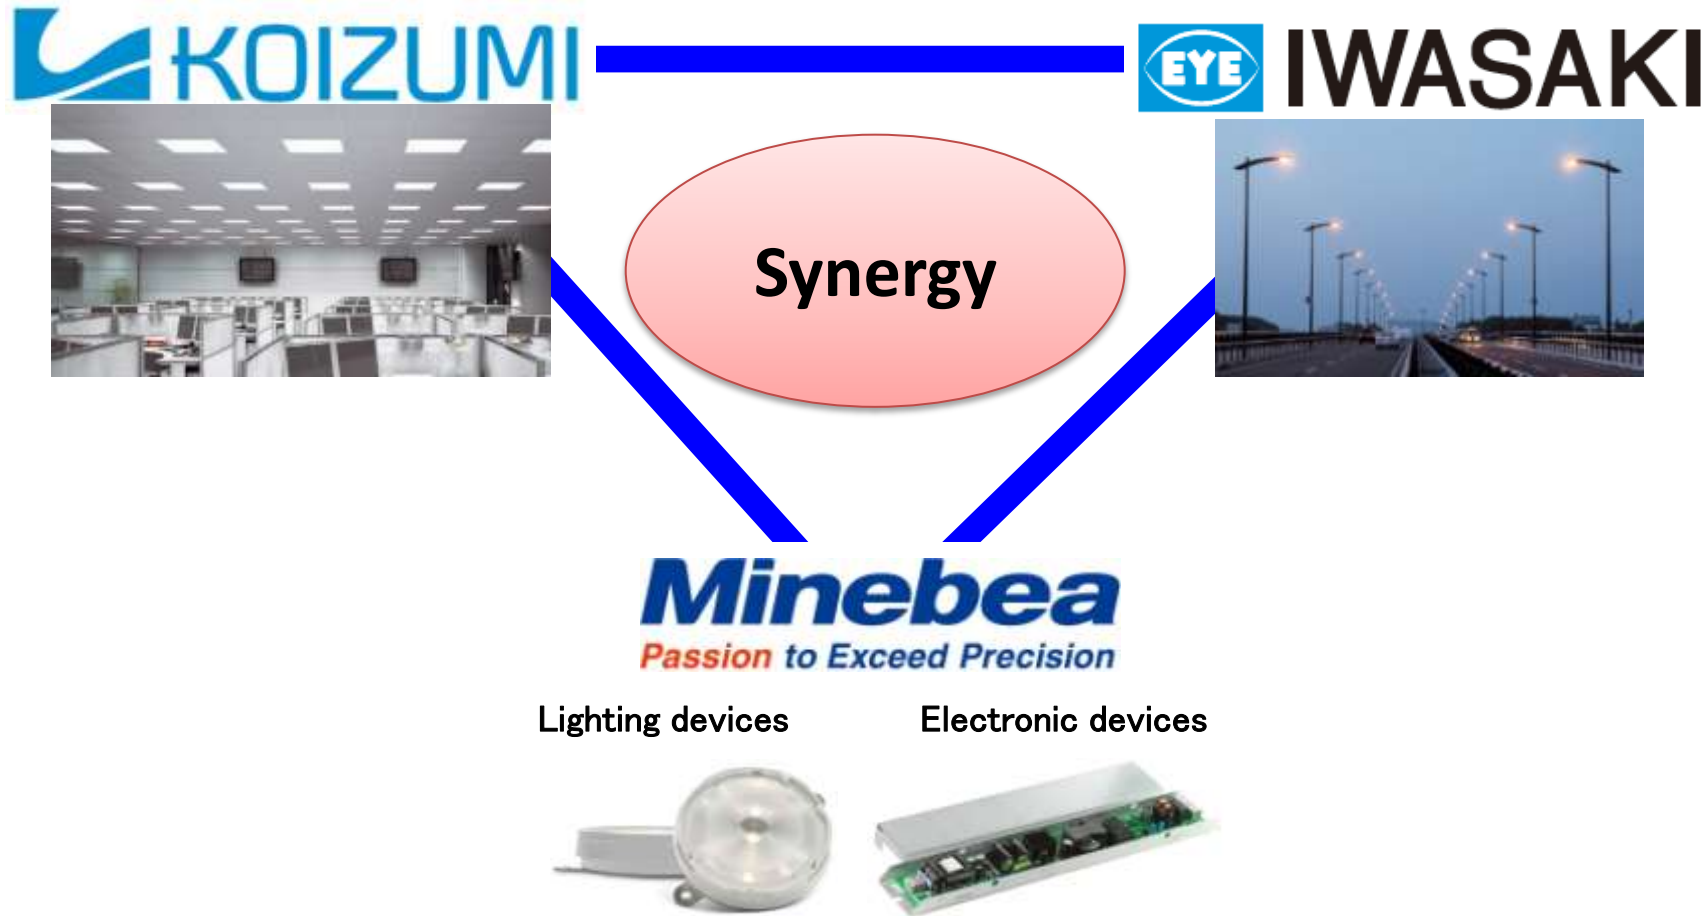 KOIZUMI
EYE IWASAKI
Synergy
Minebea
Passion to Exceed Precision
Lighting devices
Electronic devices